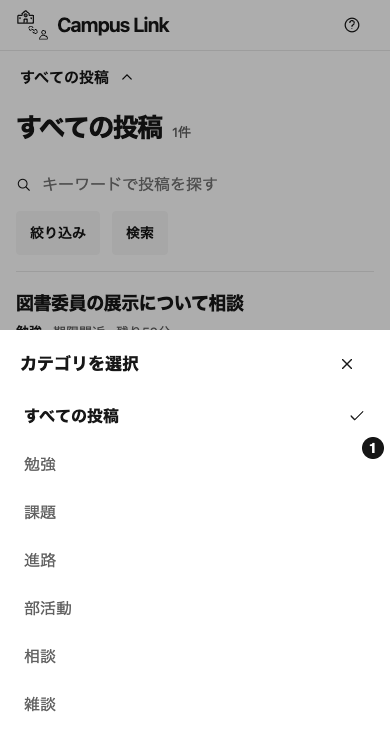 Campus Link
すべての投稿
すべての投稿 1件
キーワードで投稿を探す
絞り込み 検索
図書委員の展示について相談
カテゴリを選択
すべての投稿
1
勉強
課題
進路
部活動
相談
雑談